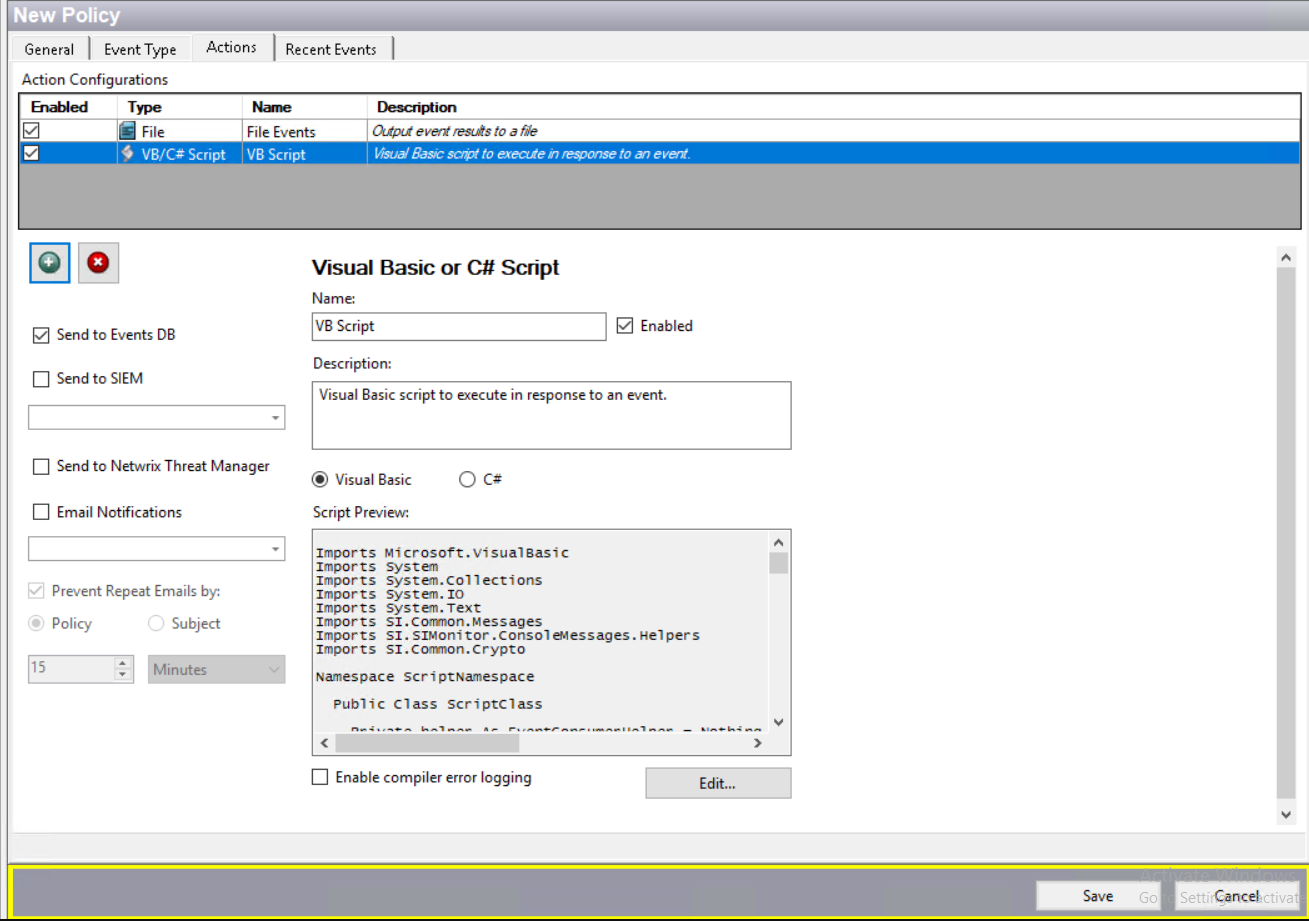 New Policy
General
Event Type
Actions
Recent Events
Action Configurations
Enabled Type Name Description
File File Events Output event results to a file
VB/C# Script VB Script Visual Basic script to execute in response to an event.
Visual Basic or C# Script
Name:
VB Script
Enabled
Send to Events DB
Description:
Send to SIEM
Visual Basic script to execute in response to an event.
Send to Netwrix Threat Manager
Visual Basic
C#
Email Notifications
Script Preview:
Imports Microsoft.VisualBasic
Imports System
Imports System.Collections
Imports System.IO
Imports System.Text
Imports SI.Common.Messages
Imports SI.SIMonitor.ConsoleMessages.Helpers
Imports SI.Common.Crypto
Namespace ScriptNamespace
Public Class ScriptClass
Private helper As EventConsumerHelper = Nothing
Prevent Repeat Emails by:
Policy
Subject
15
Minutes
Enable compiler error logging
Edit...
Activate Windows
Save
Cancel
Go to Settings to activat